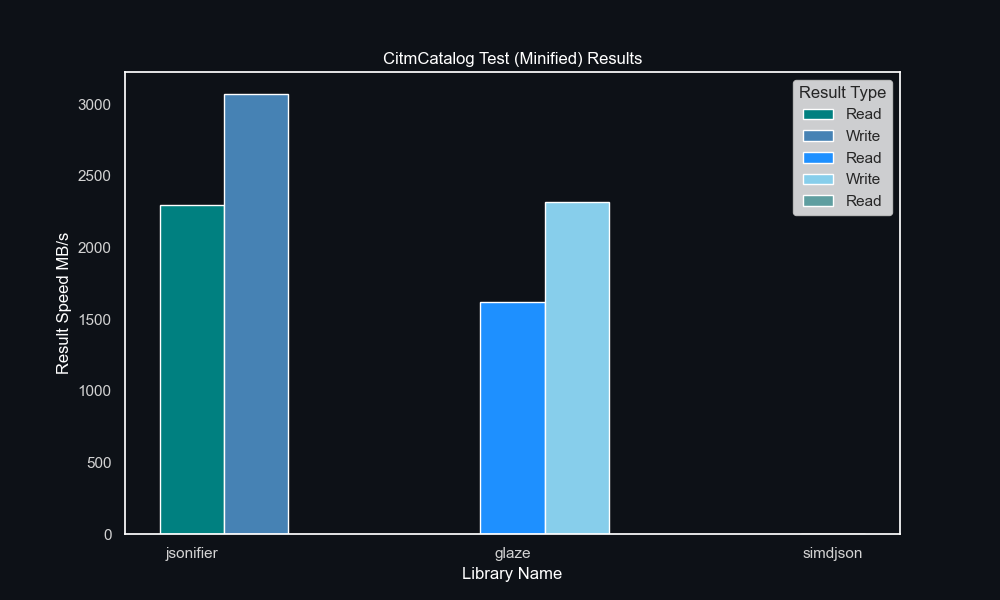 CitmCatalog Test (Minified) Results
Result Speed MB/s
3000
2500
2000
1500
1000
500
0
Result Type
Read
Write
Read
Write
Read
jsonifier
glaze
simdjson
Library Name